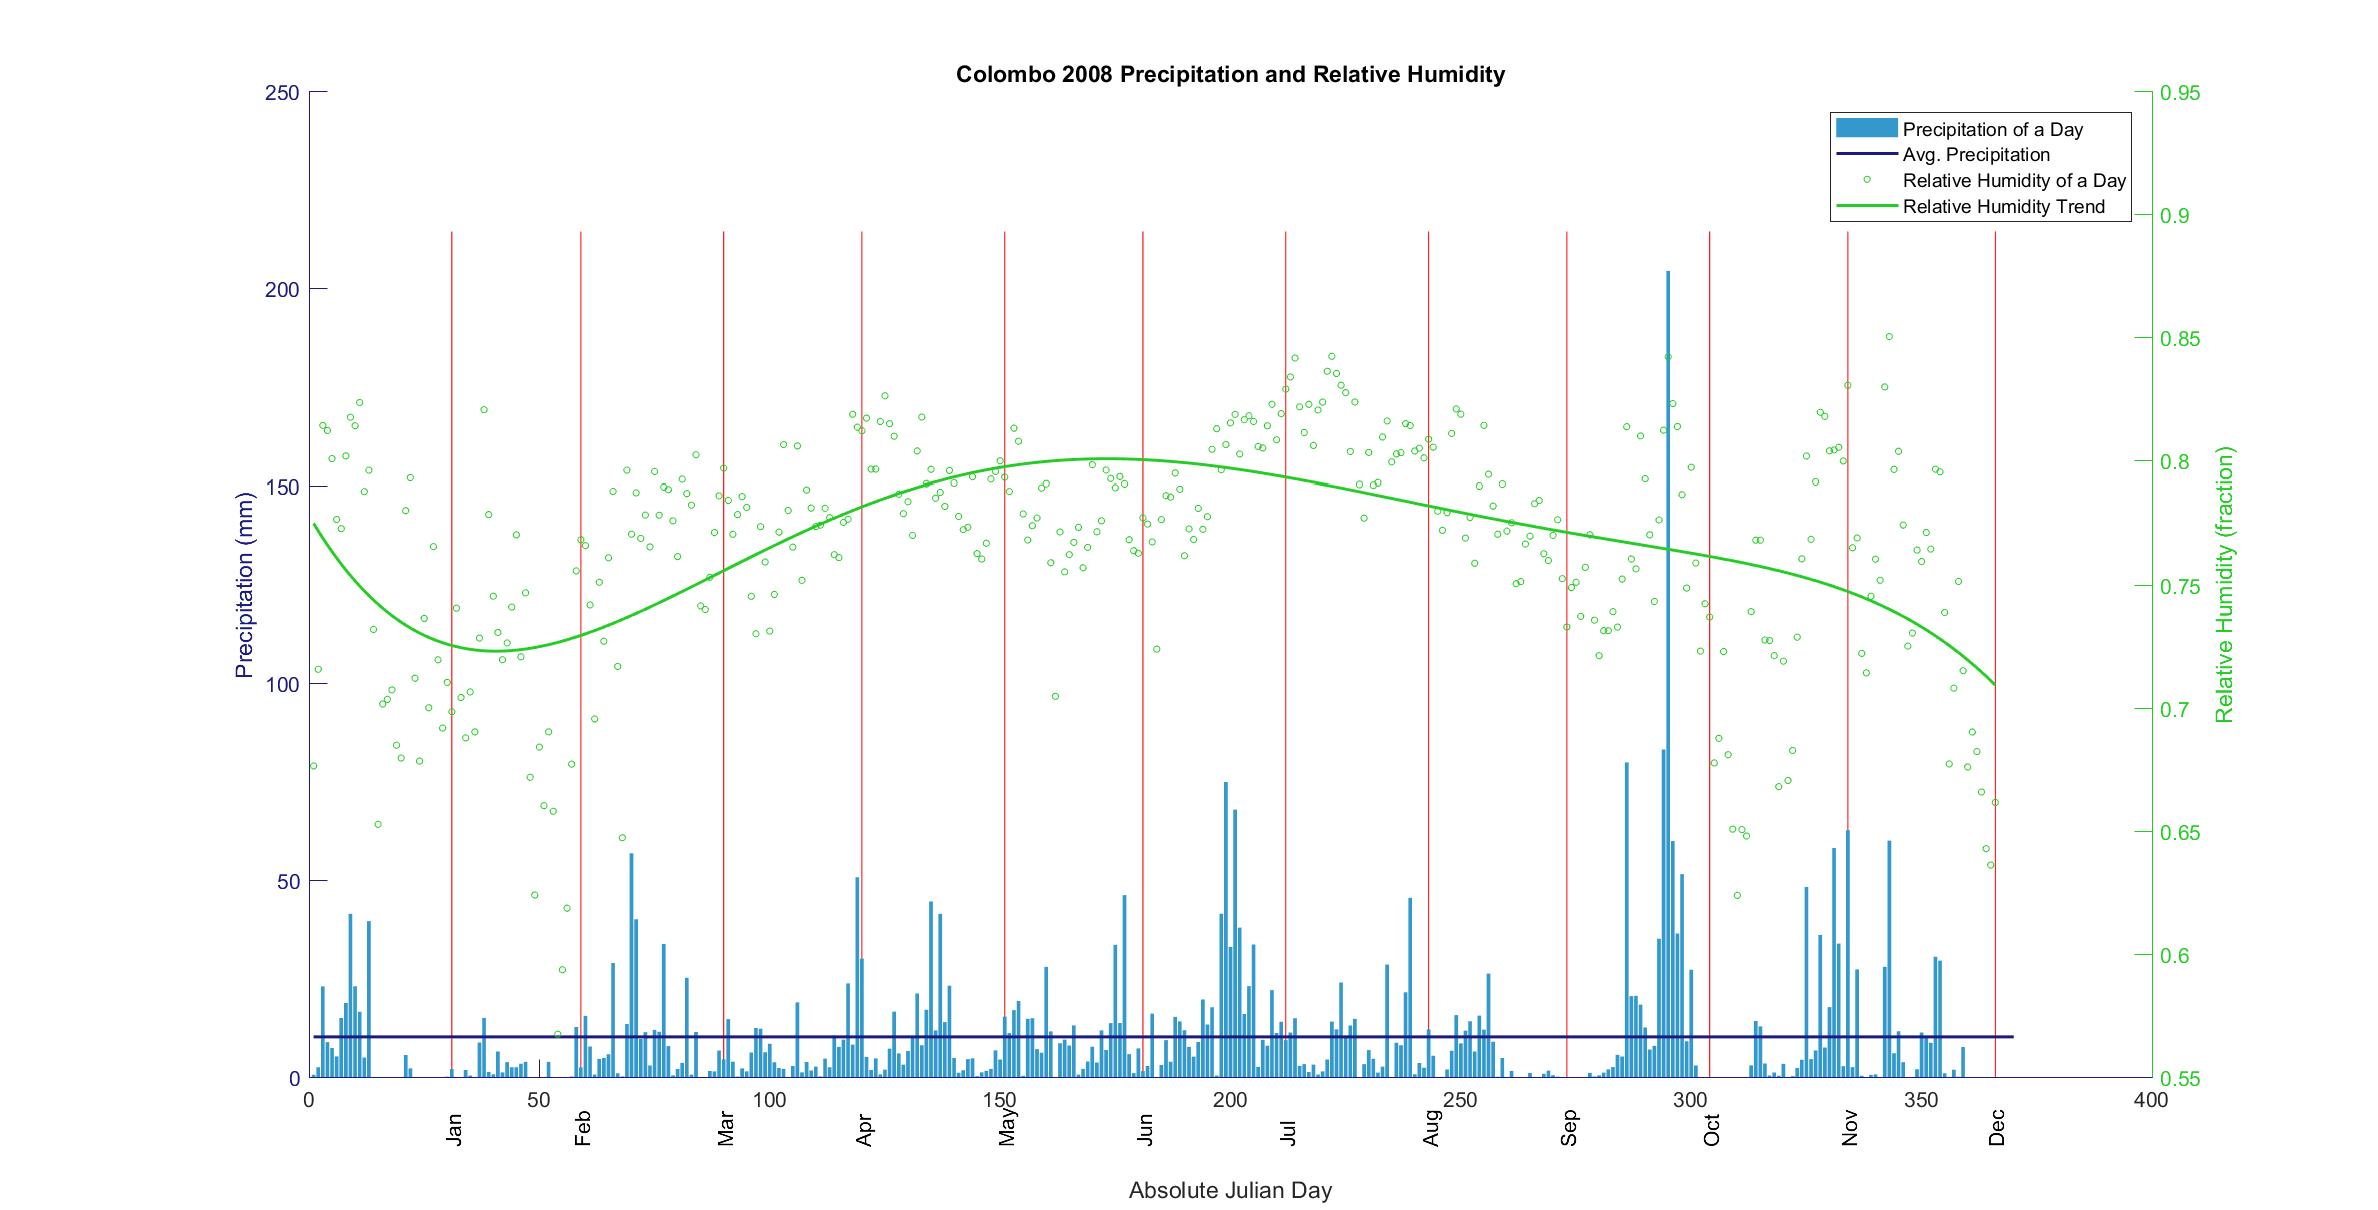 Colombo 2008 Precipitation and Relative Humidity
250
200
150
100
50
0
Precipitation (mm)
0.95
0.9
0.85
0.8
0.75
0.7
0.65
0.6
0.55
Relative Humidity (fraction)
Precipitation of a Day
Avg. Precipitation
Relative Humidity of a Day
Relative Humidity Trend
0 50 100 150 200 250 300 350 400
Jan Feb Mar Apr May Jun Jul Aug Sep Oct Nov Dec
Absolute Julian Day